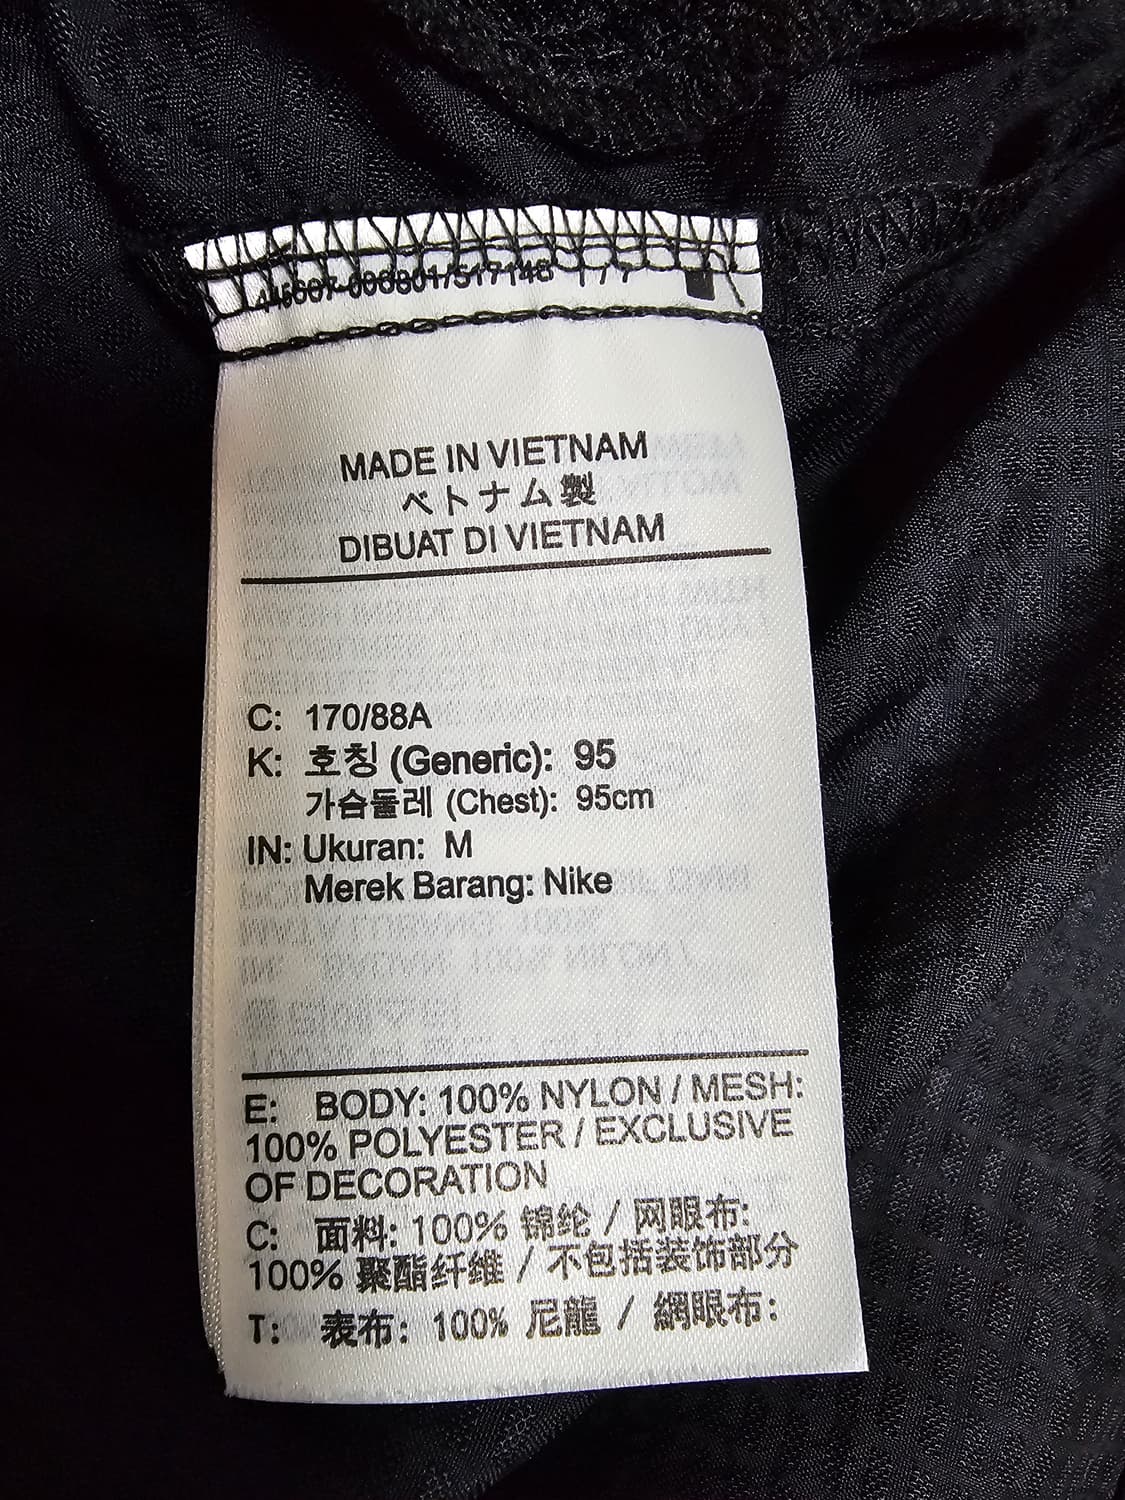 MADE IN VIETNAM
ベトナム製
DIBUAT DI VIETNAM
C: 170/88A
K: 호칭 (Generic): 95
가슴둘레 (Chest): 95cm
IN: Ukuran: M
Merek Barang: Nike
E: BODY: 100% NYLON / MESH:
100% POLYESTER / EXCLUSIVE
OF DECORATION
C: 面料: 100% 锦纶 / 网眼布:
100% 聚酯纤维 / 不包括装饰部分
T: 表布: 100% 尼龍 / 網眼布: